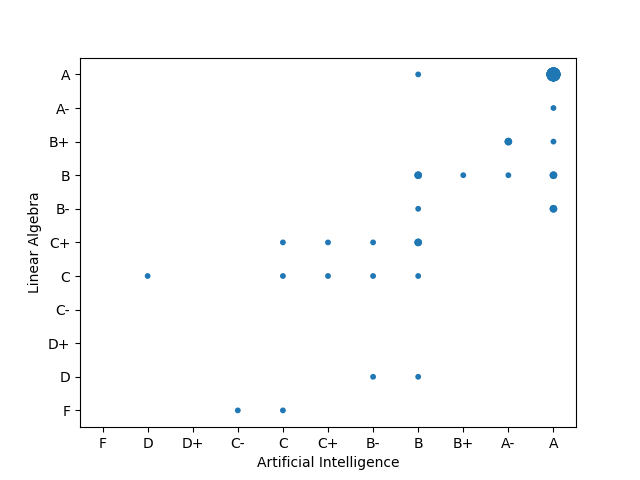 A
A-
B+
B
B-
C+
C
C-
D+
D
F
Linear Algebra
F D D+ C- C C+ B- B B+ A- A
Artificial Intelligence